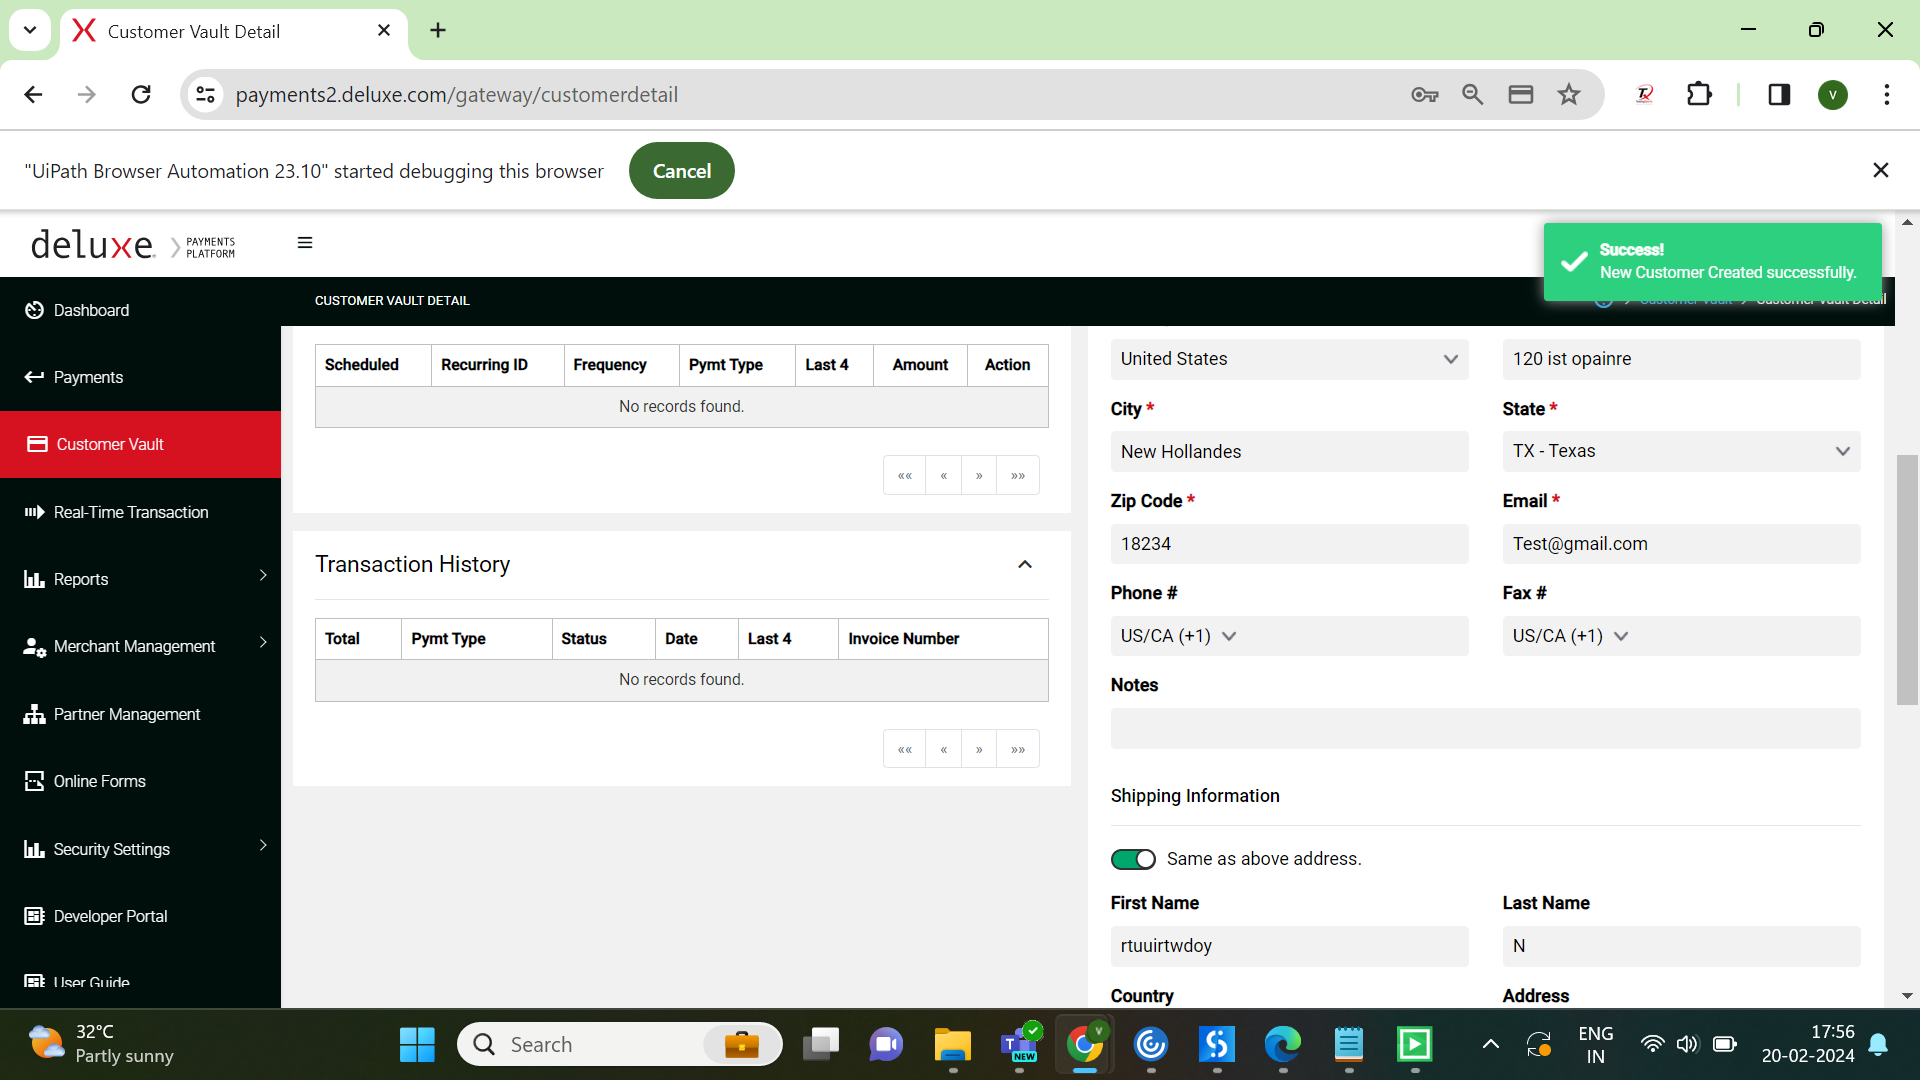 Customer Vault Detail
payments2.deluxe.com/gateway/customerdetail
V
"UiPath Browser Automation 23.10" started debugging this browser
Cancel
deluxe. PAYMENTS PLATFORM
Success!
New Customer Created successfully.
CUSTOMER VAULT DETAIL
Customer Vault > Customer Vault Detail
Dashboard
Payments
Customer Vault
Real-Time Transaction
Reports
Merchant Management
Partner Management
Online Forms
Security Settings
Developer Portal
User Guide
Scheduled Recurring ID Frequency Pymt Type Last 4 Amount Action
No records found.
«« « » »»
Transaction History
Total Pymt Type Status Date Last 4 Invoice Number
No records found.
«« « » »»
United States
120 ist opainre
City *
State *
New Hollandes
TX - Texas
Zip Code *
Email *
18234
Test@gmail.com
Phone #
Fax #
US/CA (+1)
US/CA (+1)
Notes
Shipping Information
Same as above address.
First Name
Last Name
rtuuirtwdoy
N
Country
Address
32°C
Partly sunny
Search
NEW
V
ENG
IN
17:56
20-02-2024